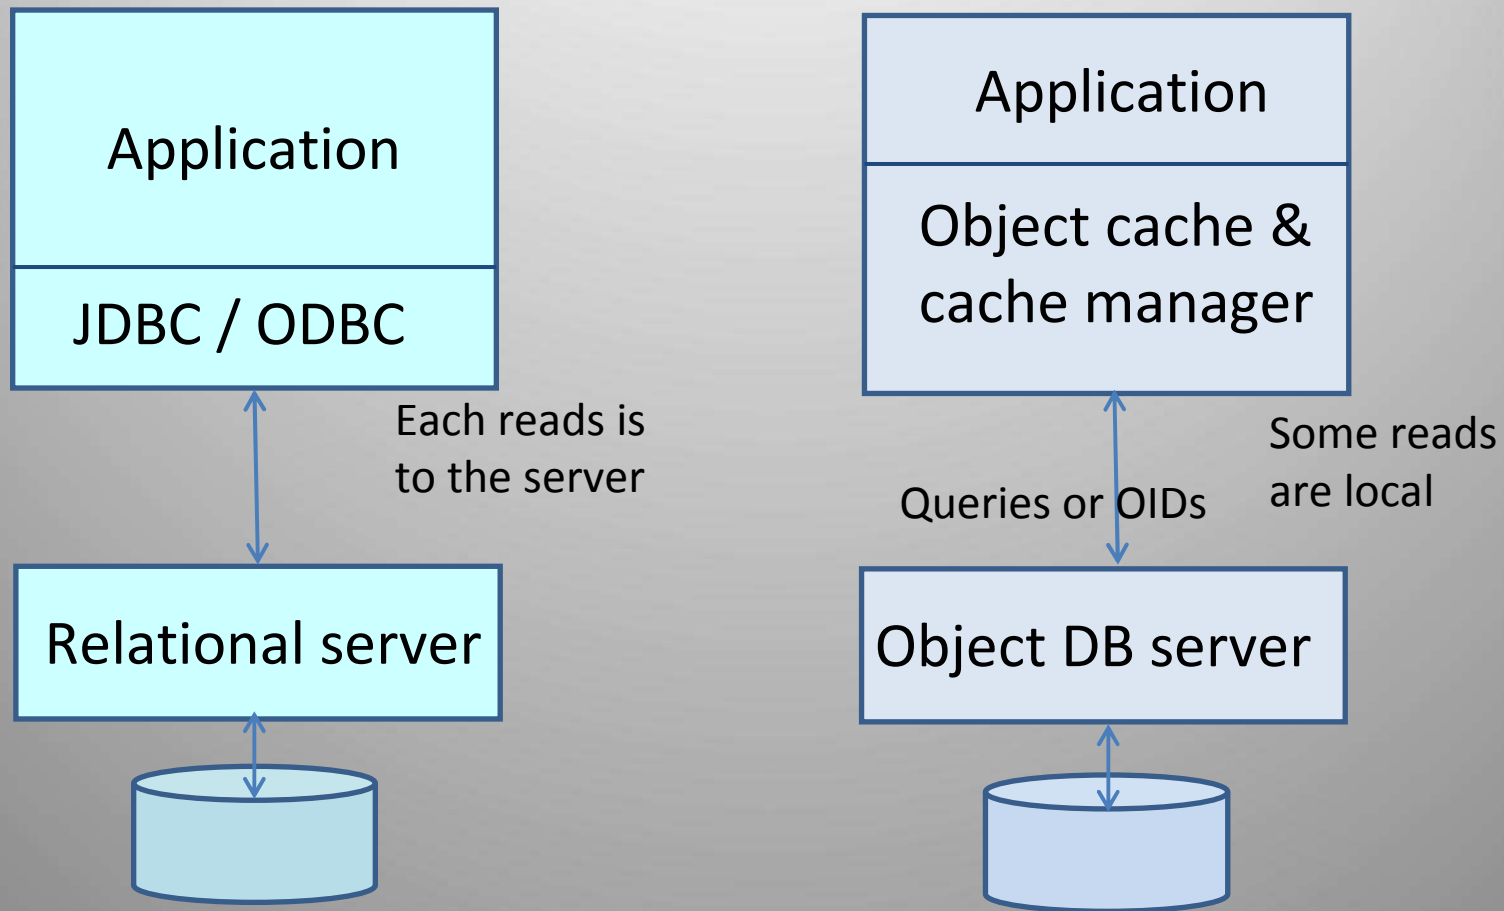 Application
JDBC / ODBC
Each reads is
to the server
Relational server
Application
Object cache &
cache manager
Some reads
are local
Queries or OIDs
Object DB server